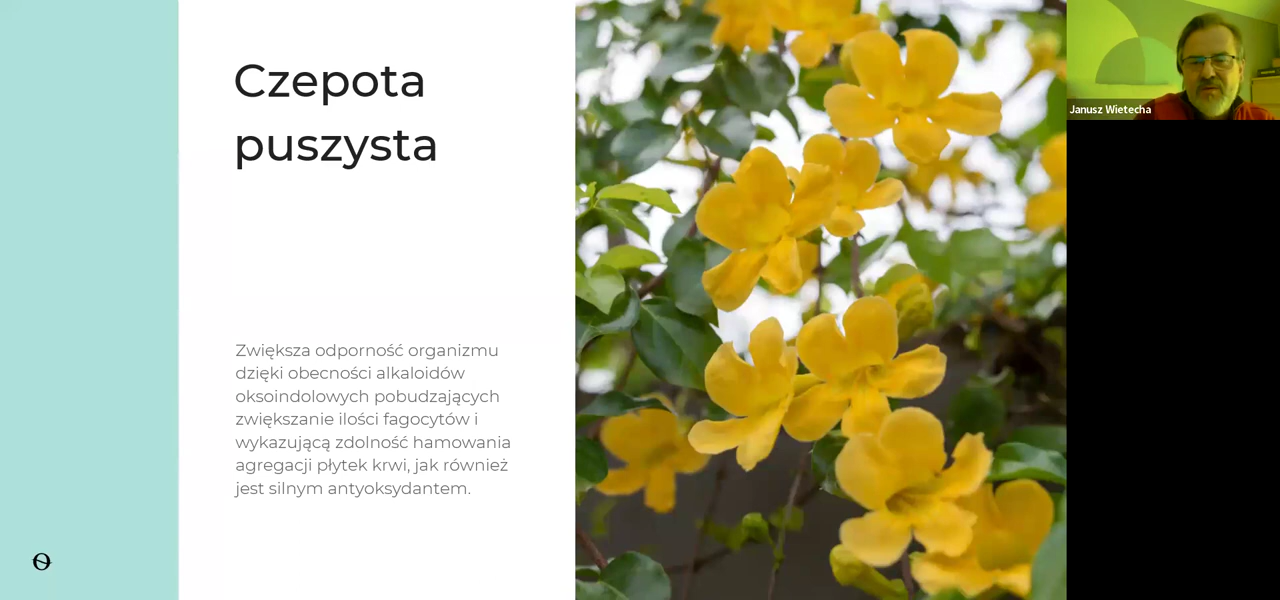 Czepota
puszysta
Zwiększa odporność organizmu
dzięki obecności alkaloidów
oksoindolowych pobudzających
zwiększanie ilości fagocytów i
wykazującą zdolność hamowania
agregacji płytek krwi, jak również
jest silnym antyoksydantem.
Janusz Wietecha